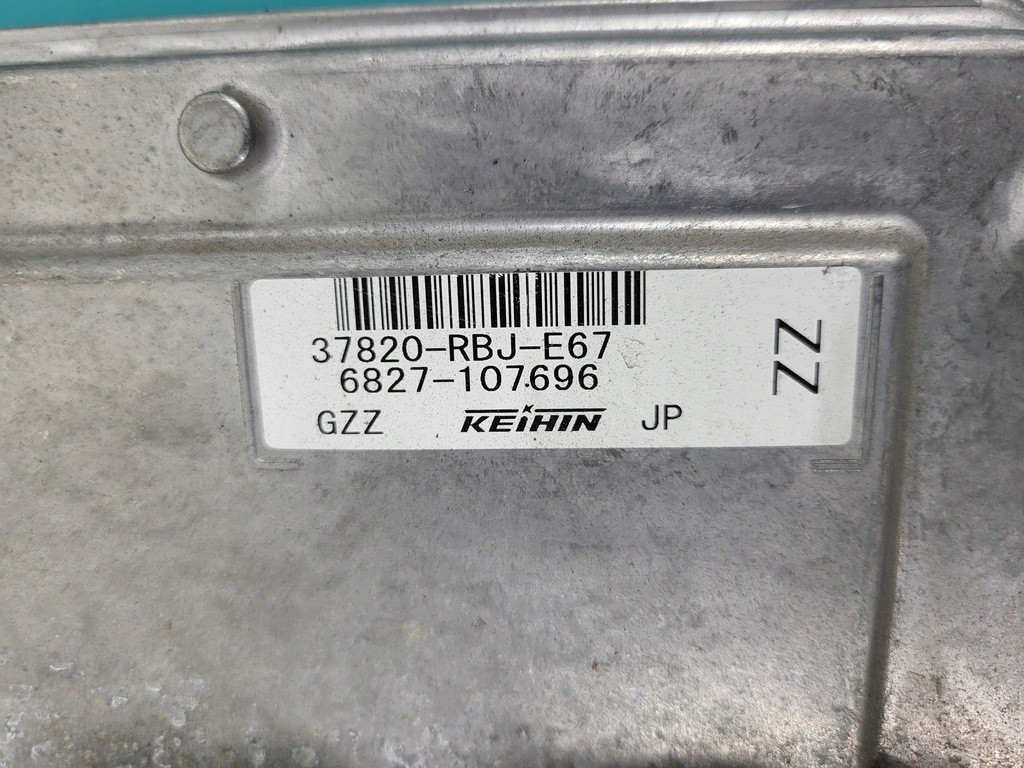 37820-RBJ-E67
6827-107696
GZZ KEIHIN JP
ZZ